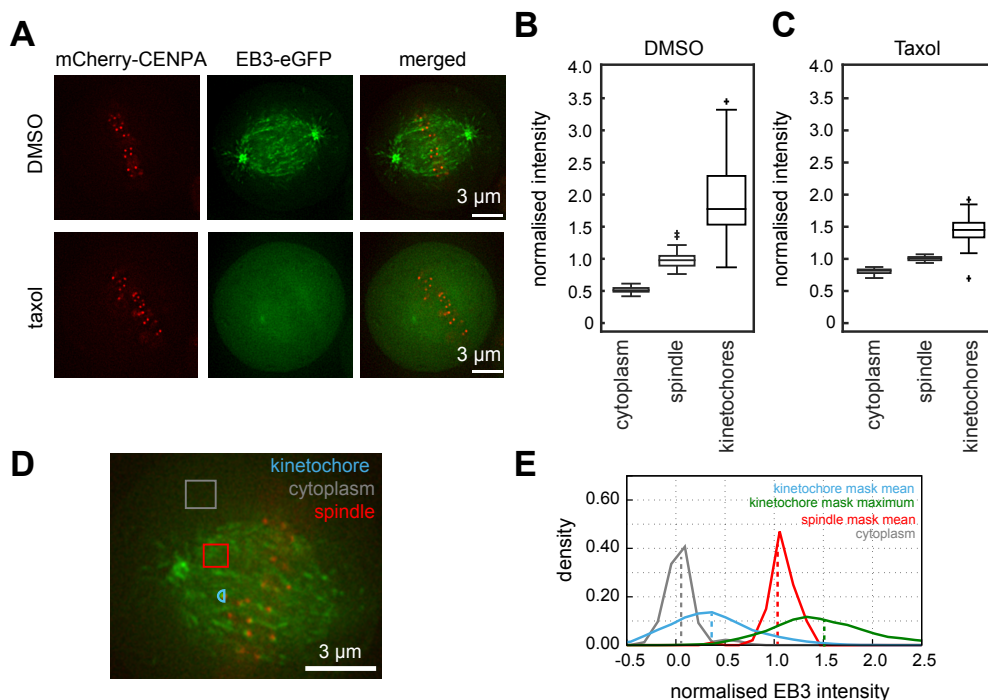 A
mCherry-CENPA EB3-eGFP merged
DMSO
3 µm
taxol
3 µm
B
DMSO
normalised intensity
4.0
3.5
3.0
2.5
2.0
1.5
1.0
0.5
0
cytoplasm
spindle
kinetochores
C
Taxol
normalised intensity
4.0
3.5
3.0
2.5
2.0
1.5
1.0
0.5
0
cytoplasm
spindle
kinetochores
D
kinetochore
cytoplasm
spindle
3 µm
E
kinetochore mask mean
kinetochore mask maximum
spindle mask mean
cytoplasm
density
0.60
0.40
0.20
0.00
-0.5 0.0 0.5 1.0 1.5 2.0 2.5
normalised EB3 intensity